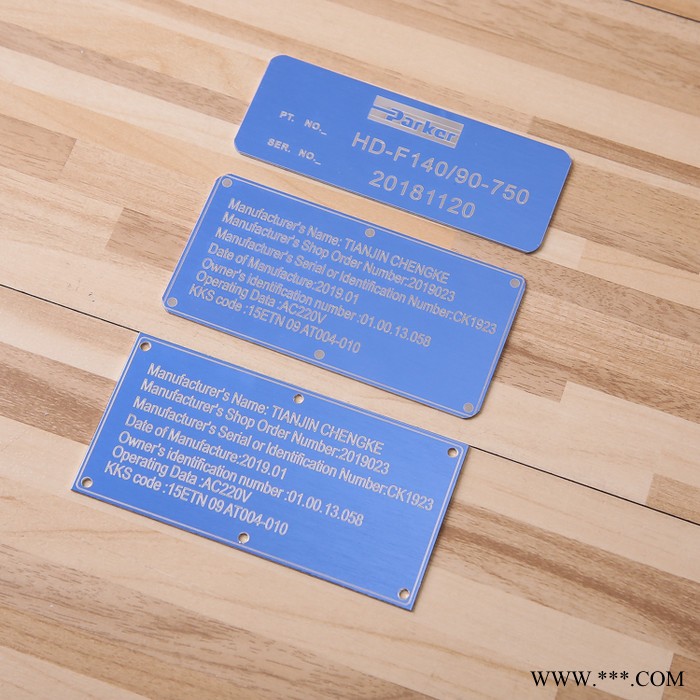 Parker
PT. NO._ HD-F140/90-750
SER. NO._ 20181120
Manufacturer's Name: TIANJIN CHENGKE
Manufacturer's Shop Order Number:2019023
Manufacturer's Serial or Identification Number:CK1923
Date of Manufacture:2019.01
Owner's identification number :01.00.13.058
Operating Data :AC220V
KKS code :15ETN 09 AT004-010
Manufacturer's Name: TIANJIN CHENGKE
Manufacturer's Shop Order Number:2019023
Manufacturer's Serial or Identification Number:CK1923
Date of Manufacture:2019.01
Owner's identification number :01.00.13.058
Operating Data :AC220V
KKS code :15ETN 09 AT004-010
WWW.***.COM